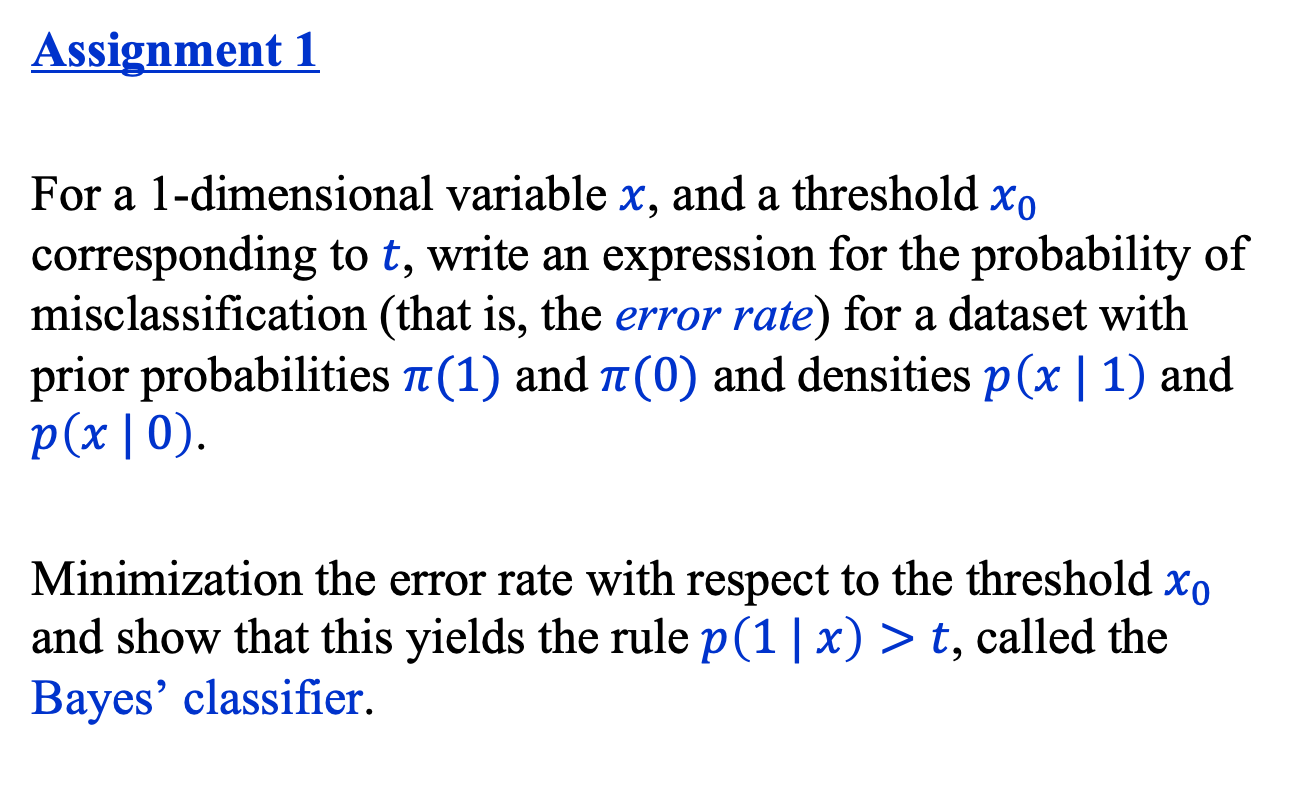 Assignment 1
For a 1-dimensional variable x, and a threshold x₀
corresponding to t, write an expression for the probability of
misclassification (that is, the error rate) for a dataset with
prior probabilities π(1) and π(0) and densities p(x | 1) and
p(x | 0).
Minimization the error rate with respect to the threshold x₀
and show that this yields the rule p(1 | x) > t, called the
Bayes’ classifier.